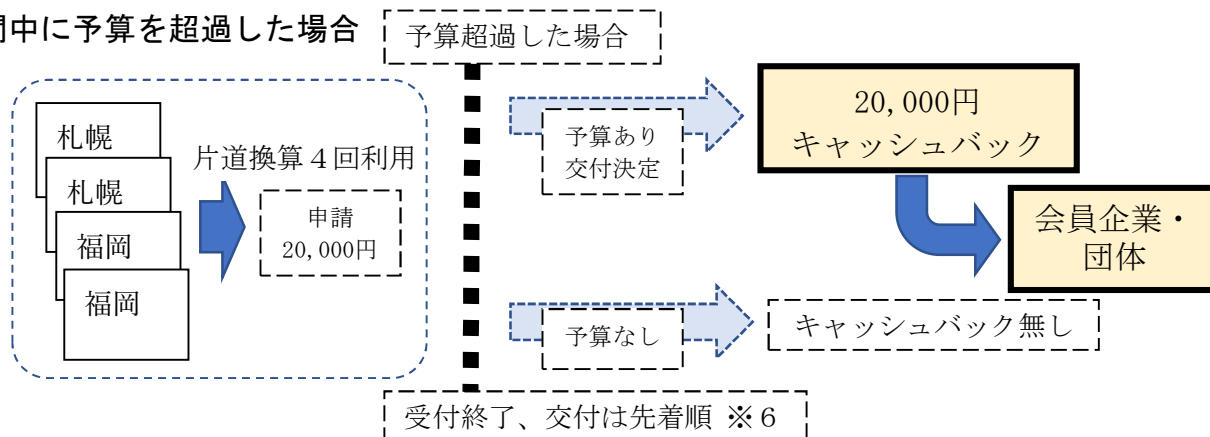 間中に予算を超過した場合
予算超過した場合
札幌
札幌
福岡
福岡
片道換算４回利用
申請
20,000円
予算あり
交付決定
20,000円
キャッシュバック
会員企業・
団体
予算なし
キャッシュバック無し
受付終了、交付は先着順 ※６